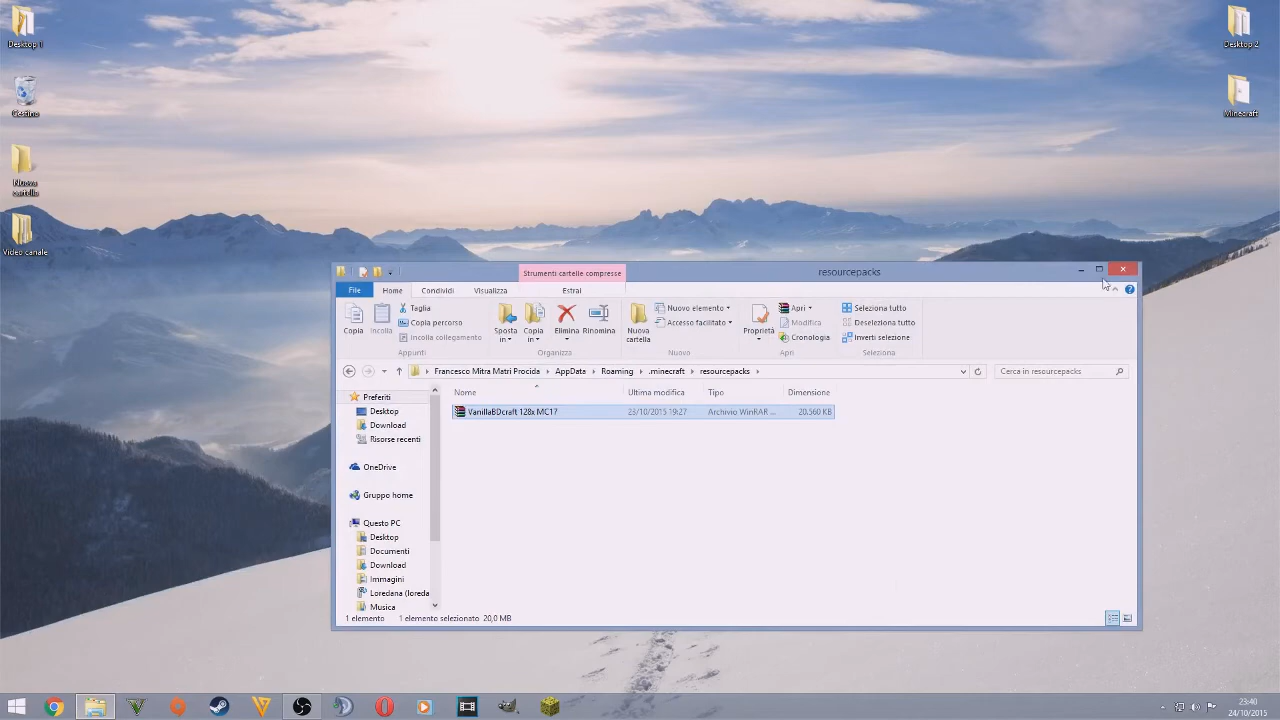 Desktop 1
Desktop 2
Cestino
Minecraft
Nuova
cartella
Video canale
Strumenti cartelle compresse
resourcepacks
File
Home
Condividi
Visualizza
Estrai
Copia
Incolla
Taglia
Copia percorso
Incolla collegamento
Appunti
Sposta
in
Copia
in
Elimina
Rinomina
Organizza
Nuova
cartella
Nuovo elemento
Accesso facilitato
Nuovo
Proprietà
Apri
Modifica
Cronologia
Apri
Seleziona tutto
Deseleziona tutto
Inverti selezione
Seleziona
Francesco Mitra Matri Procida
AppData
Roaming
.minecraft
resourcepacks
Cerca in resourcepacks
Preferiti
Desktop
Download
Risorse recenti
OneDrive
Gruppo home
Questo PC
Desktop
Documenti
Download
Immagini
Loredana (loreda
Musica
Nome
Ultima modifica
Tipo
Dimensione
VanillaBDcraft 128x MC17
23/10/2015 19:27
Archivio WinRAR ...
20.560 KB
1 elemento
1 elemento selezionato 20,0 MB
23:40
24/10/2015